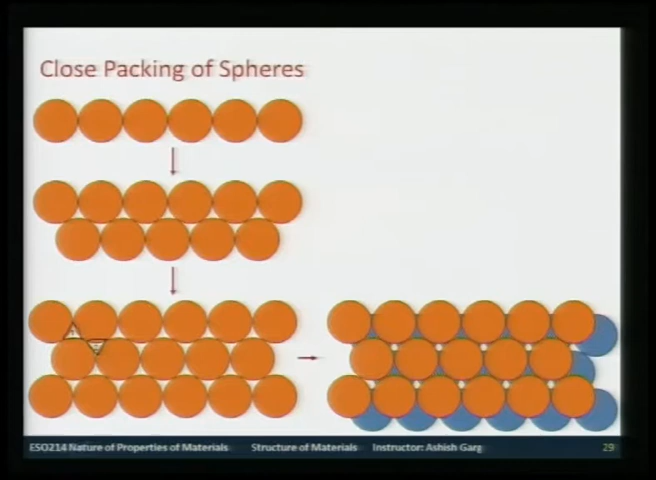 Close Packing of Spheres
ESO214 Nature of Properties of Materials Structure of Materials Instructor: Ashish Garg 29